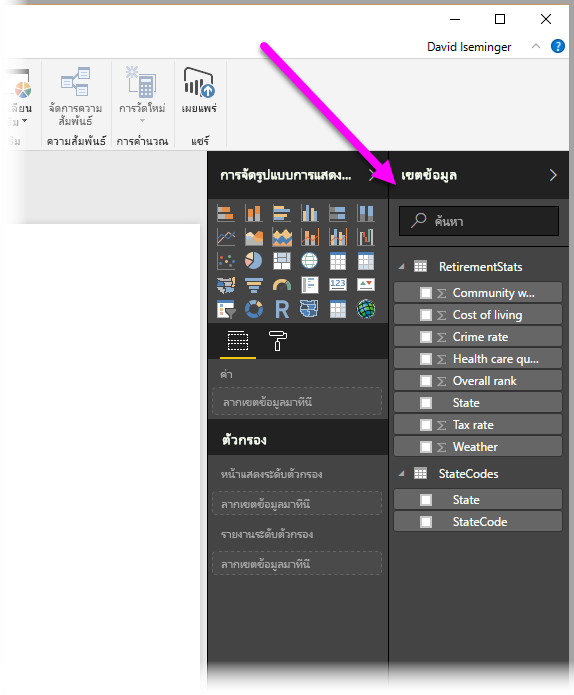 David Iseminger
?
จัดการความ
สัมพันธ์
การวัดใหม่
เผยแพร่
ความสัมพันธ์
การคำนวณ
แชร์
การจัดรูปแบบการแสดง...
เขตข้อมูล
ค้นหา
RetirementStats
Community w...
Cost of living
Crime rate
Health care qu...
Overall rank
State
Tax rate
Weather
StateCodes
State
StateCode
123
R
ค่า
ลากเขตข้อมูลมาที่นี่
ตัวกรอง
หน้าแสดงระดับตัวกรอง
ลากเขตข้อมูลมาที่นี่
รายงานระดับตัวกรอง
ลากเขตข้อมูลมาที่นี่